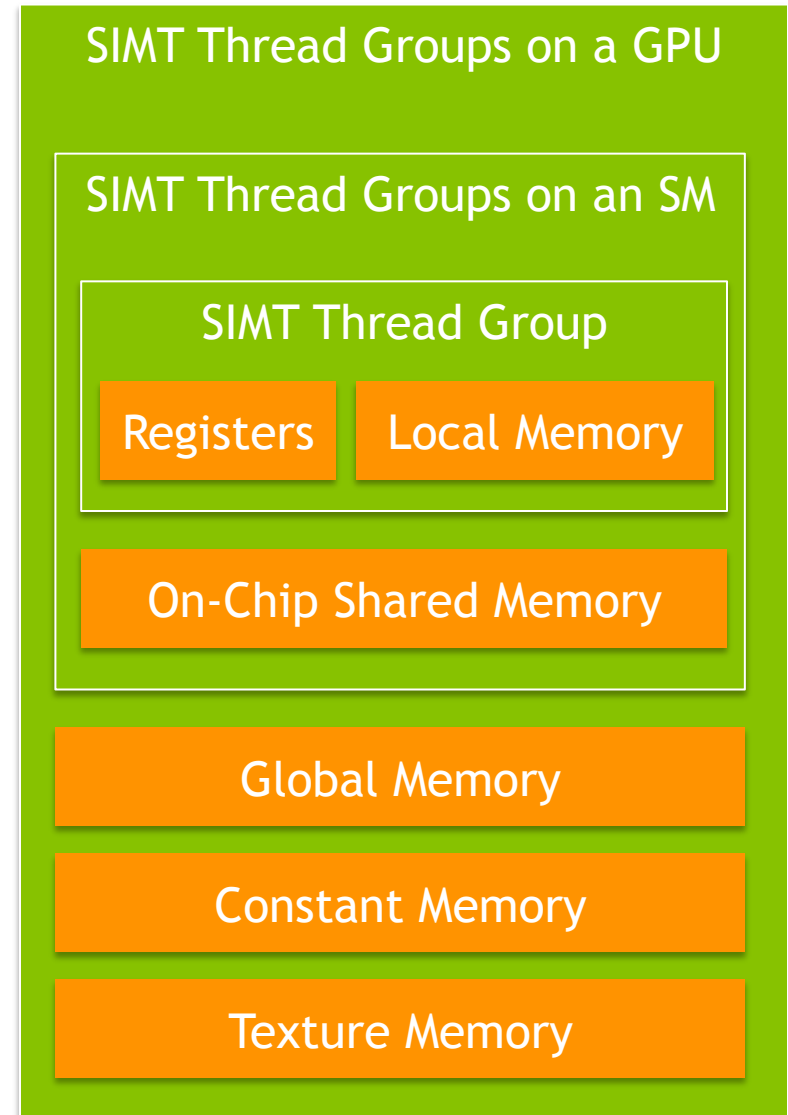 SIMT Thread Groups on a GPU
SIMT Thread Groups on an SM
SIMT Thread Group
Registers
Local Memory
On-Chip Shared Memory
Global Memory
Constant Memory
Texture Memory